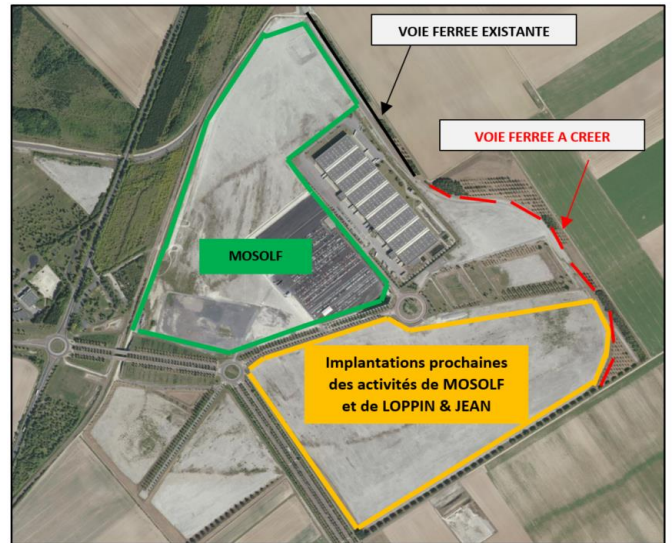 VOIE FERREE EXISTANTE
VOIE FERREE A CREER
MOSOLF
Implantations prochaines
des activités de MOSOLF
et de LOPPIN & JEAN